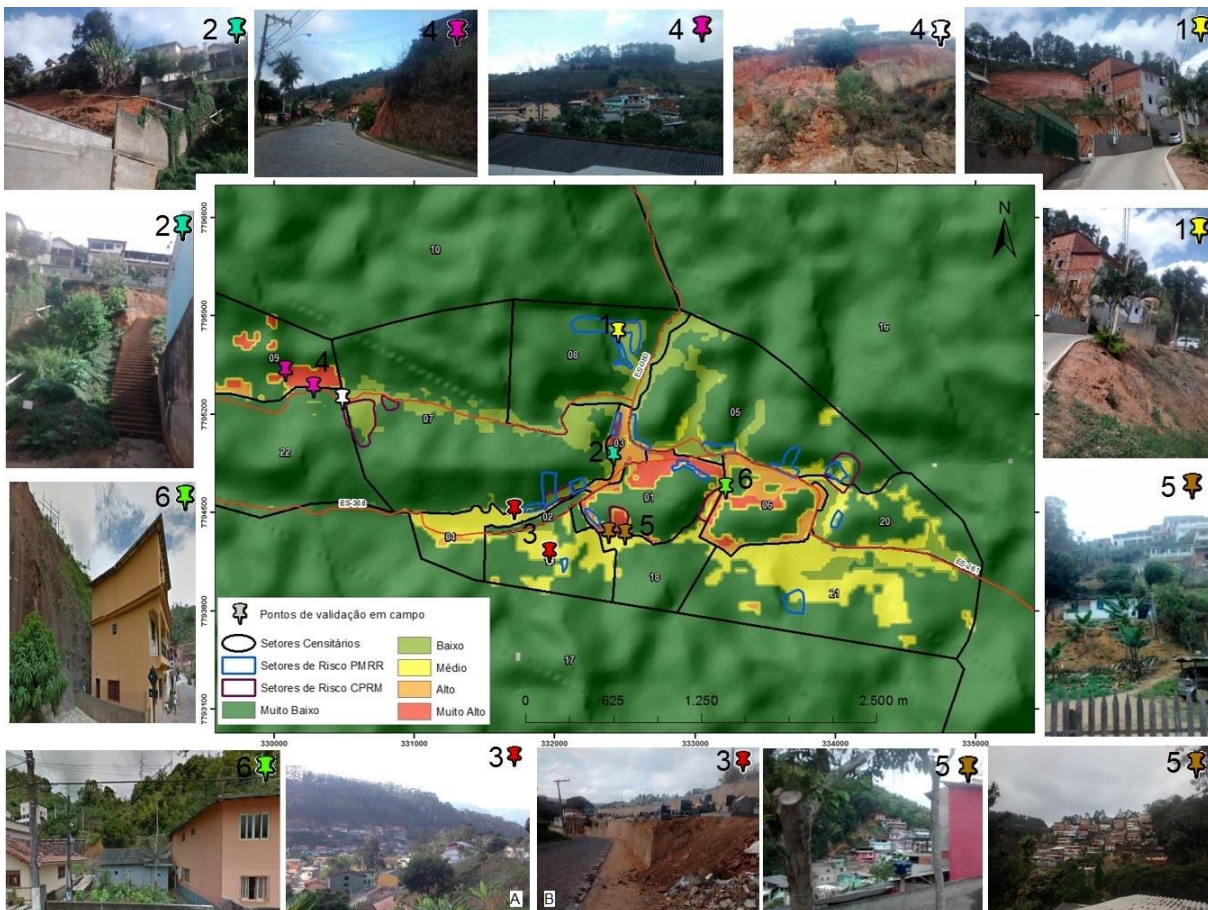 2
4
4
4
1
2
1
6
5
6
3
A
3
B
5
5
N
7796600
7795900
7795200
7794500
7793800
7793100
10
16
1
08
ES-080
09
4
07
05
03
22
2
01
6
06
ES-368
02
5
20
04
3
18
21
ES-261
17
Pontos de validação em campo
Setores Censitários
Setores de Risco PMRR
Setores de Risco CPRM
Muito Baixo
Baixo
Médio
Alto
Muito Alto
0 625 1.250 2.500 m
330000 331000 332000 333000 334000 335000